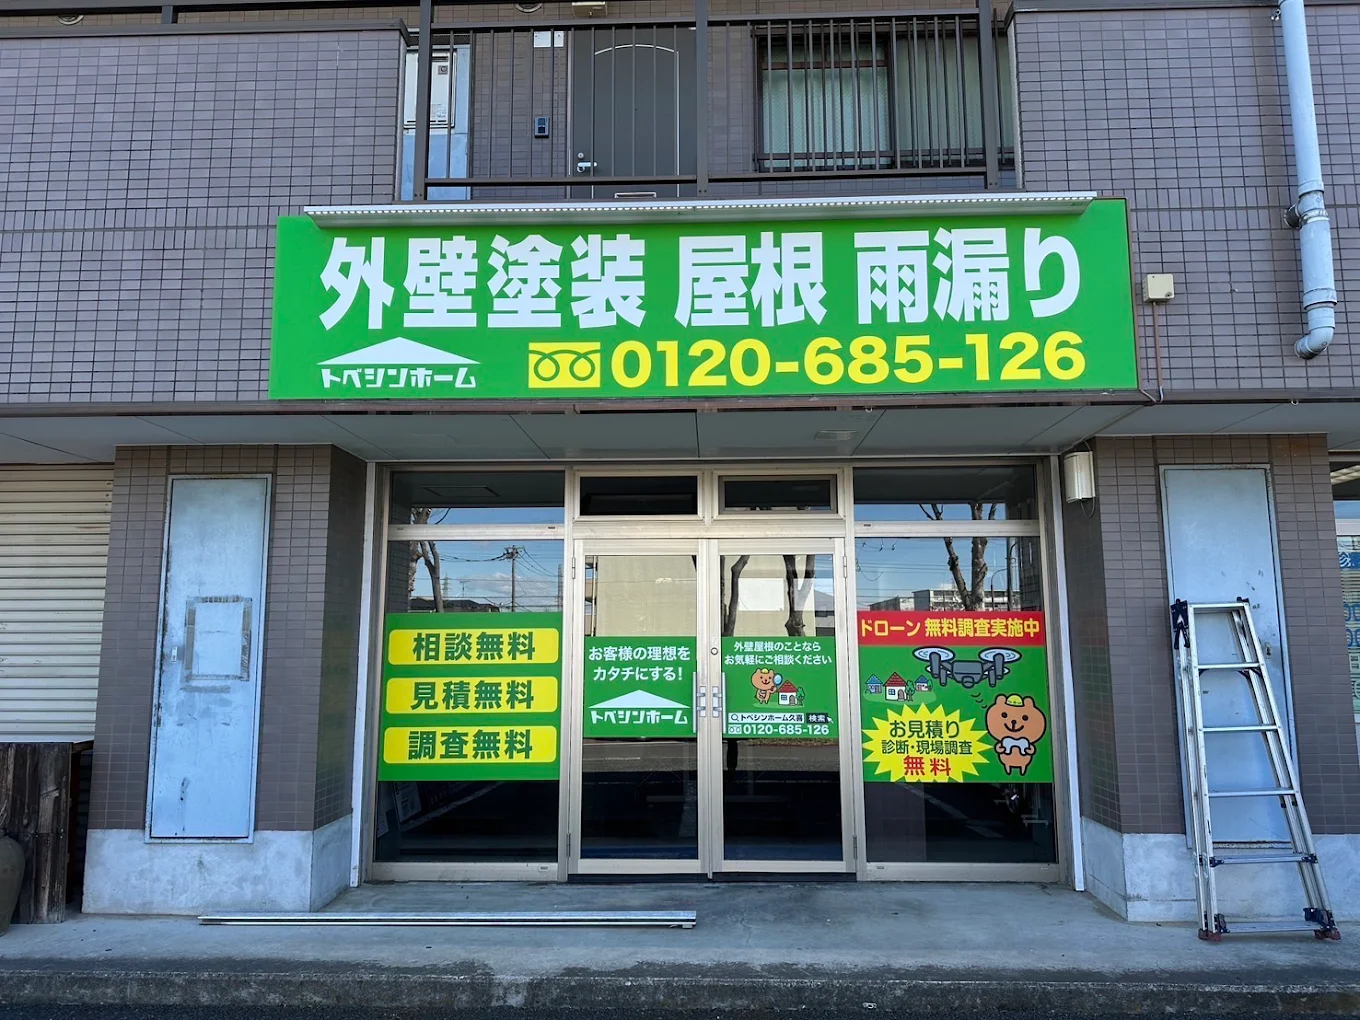 外壁塗装 屋根 雨漏り
トベシンホーム
0120-685-126
相談無料
見積無料
調査無料
お客様の理想を
カタチにする!
トベシンホーム
外壁屋根のことなら
お気軽にご相談ください
トベシンホーム久喜 検索
0120-685-126
ドローン 無料調査実施中
お見積り
診断・現場調査
無料